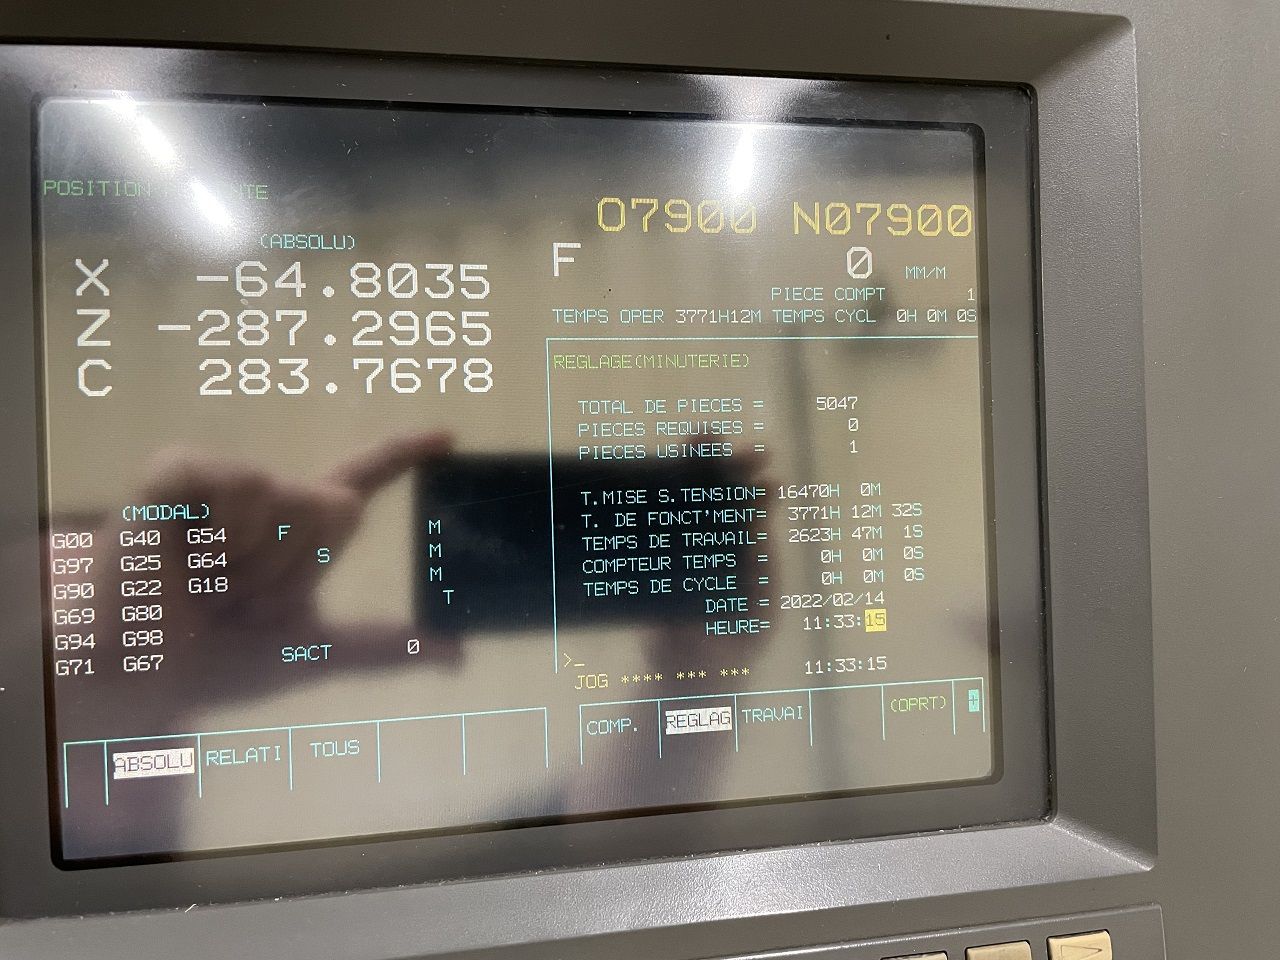 POSITION
O7900 N07900
(ABSOLU)
X -64.8035
Z -287.2965
C 283.7678
F 0 MM/M
PIECE COMPT 1
TEMPS OPER 3771H12M TEMPS CYCL 0H 0M 0S
REGLAGE(MINUTERIE)
TOTAL DE PIECES = 5047
PIECES REQUISES = 0
PIECES USINEES = 1
T.MISE S.TENSION= 16470H 0M
T. DE FONCT'MENT= 3771H 12M 32S
TEMPS DE TRAVAIL= 2623H 47M 1S
COMPTEUR TEMPS = 0H 0M 0S
TEMPS DE CYCLE = 0H 0M 0S
DATE = 2022/02/14
HEURE= 11:33:15
(MODAL)
G00 G40 G54 F M
G97 G25 G64 S M
G90 G22 G18 M
G69 G80 T
G94 G98
G71 G67 SACT 0
>_
JOG **** *** *** 11:33:15
ABSOLU RELATI TOUS
COMP. REGLAG TRAVAI (OPRT) +